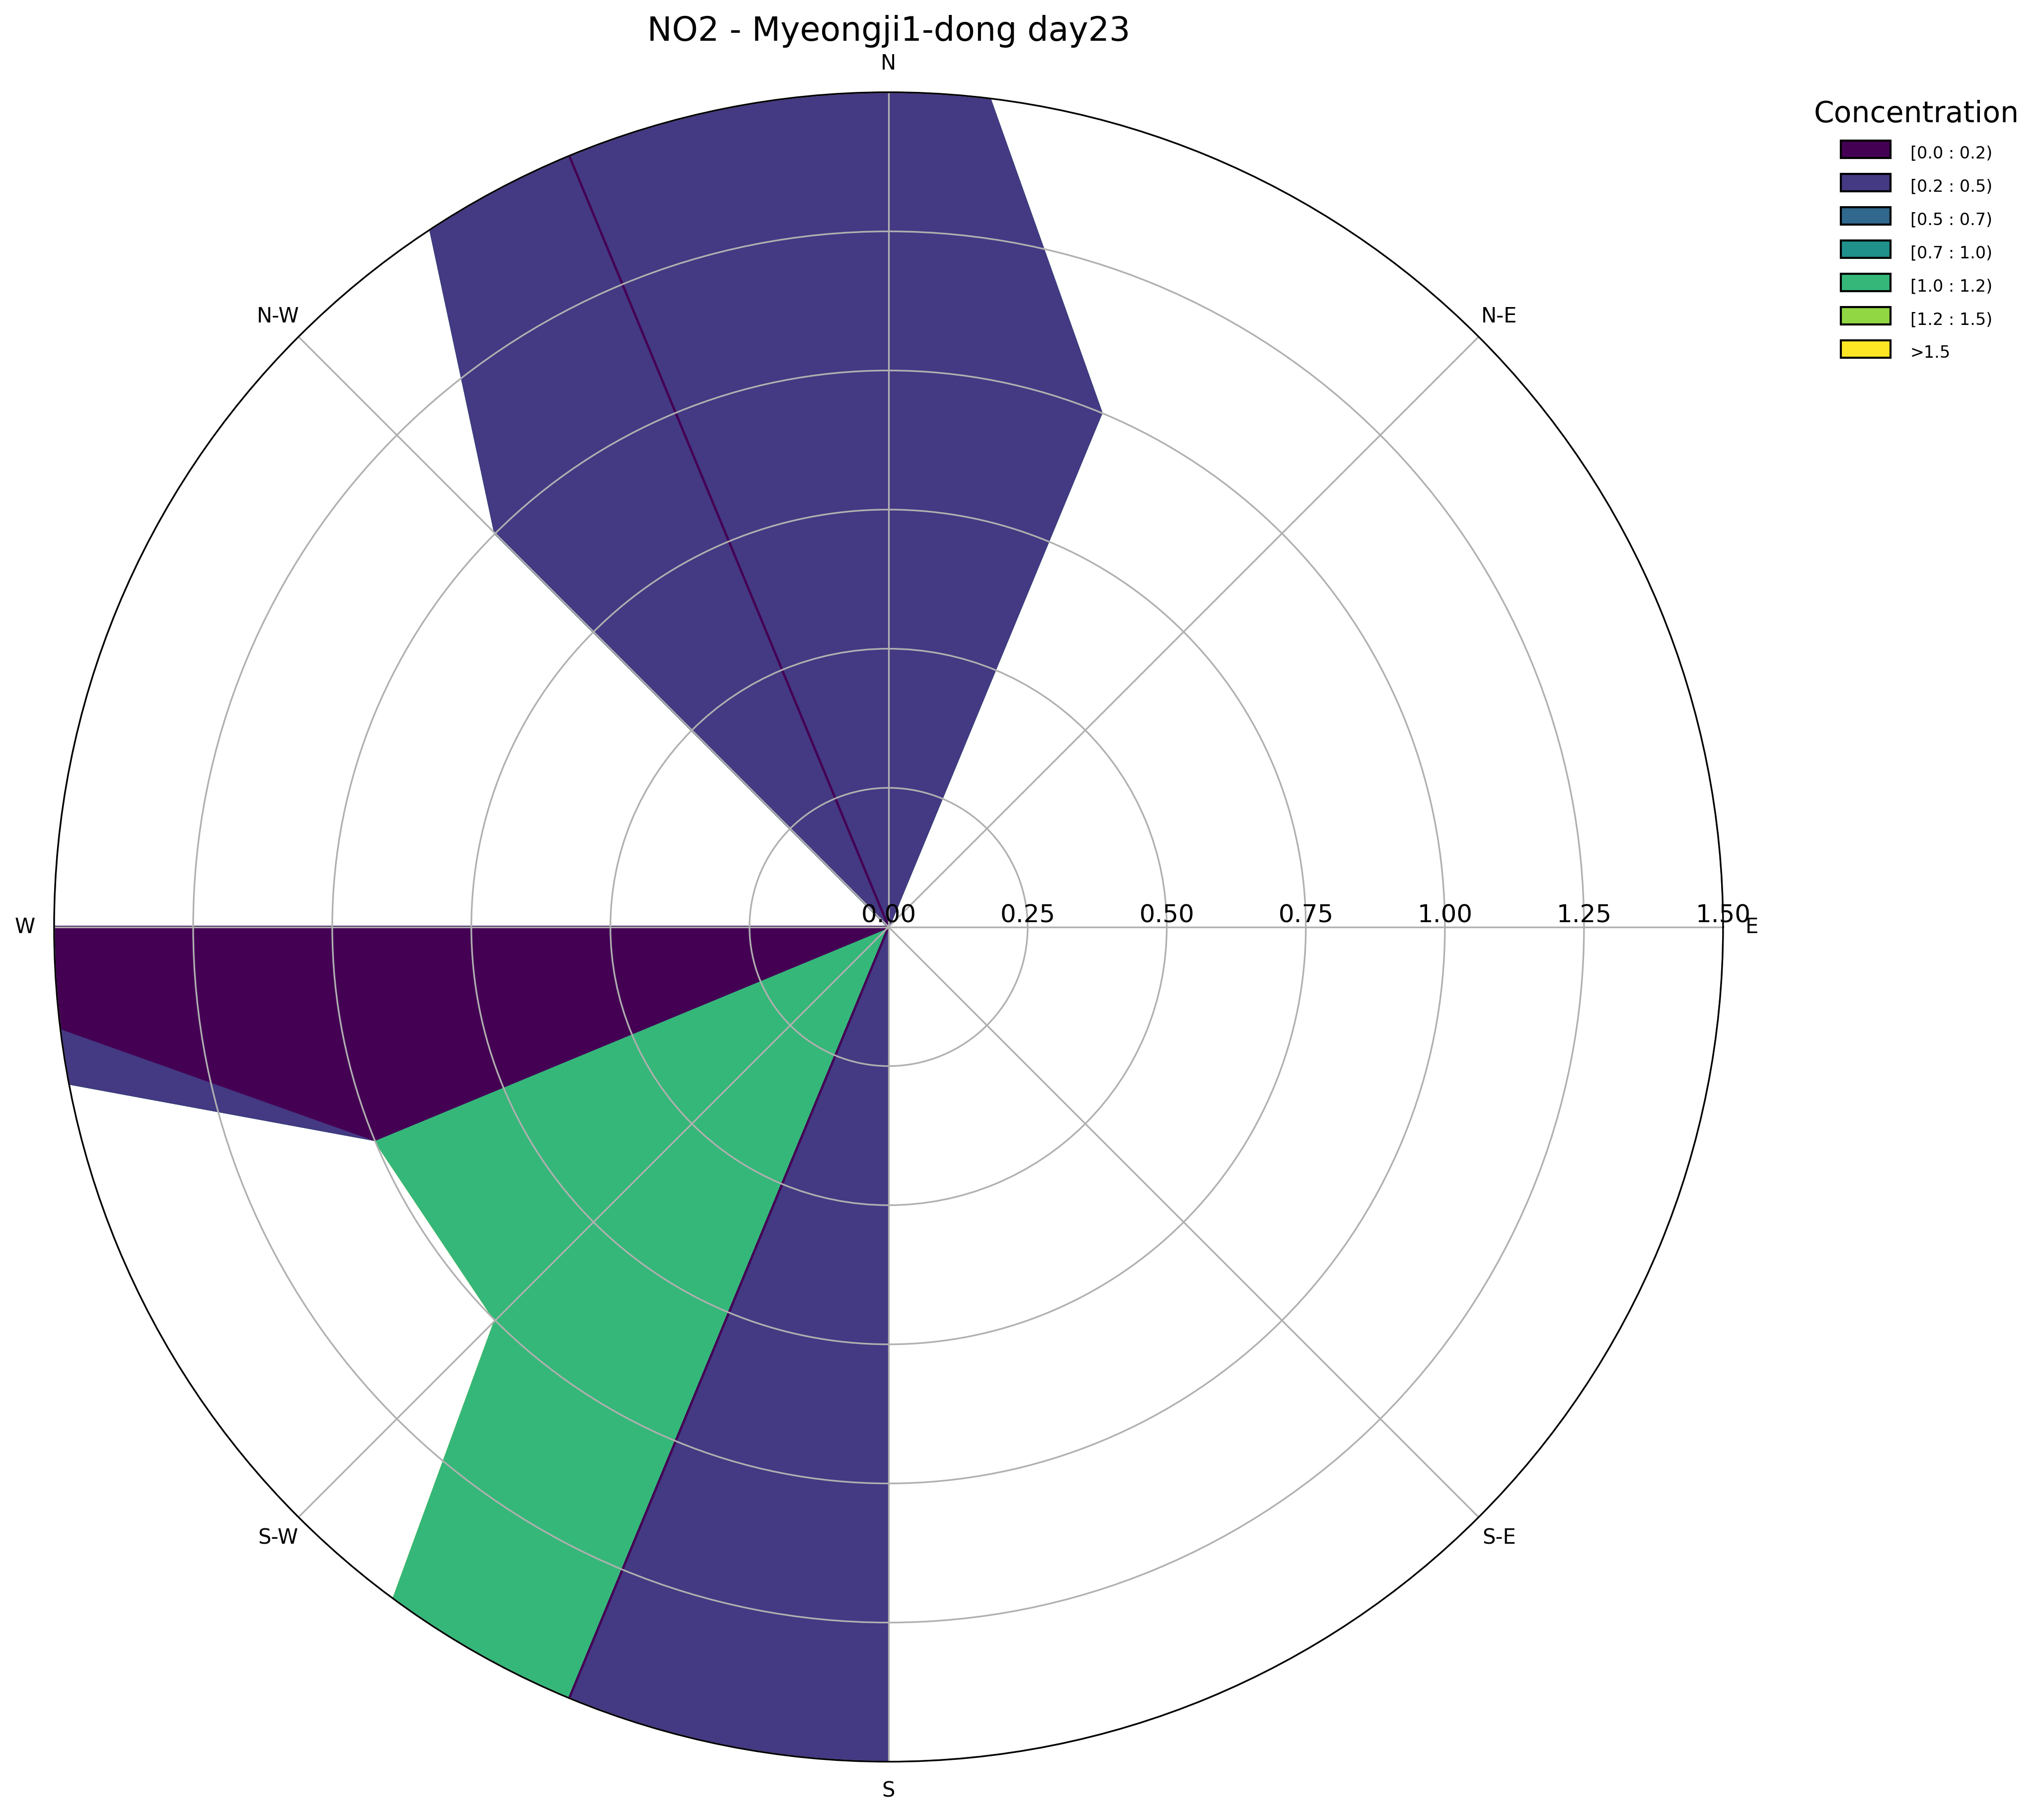 NO2 - Myeongji1-dong day23
N
Concentration
[0.0 : 0.2)
[0.2 : 0.5)
[0.5 : 0.7)
[0.7 : 1.0)
[1.0 : 1.2)
[1.2 : 1.5)
>1.5
N-W
N-E
W
0.00 0.25 0.50 0.75 1.00 1.25 1.50
E
S-W
S-E
S